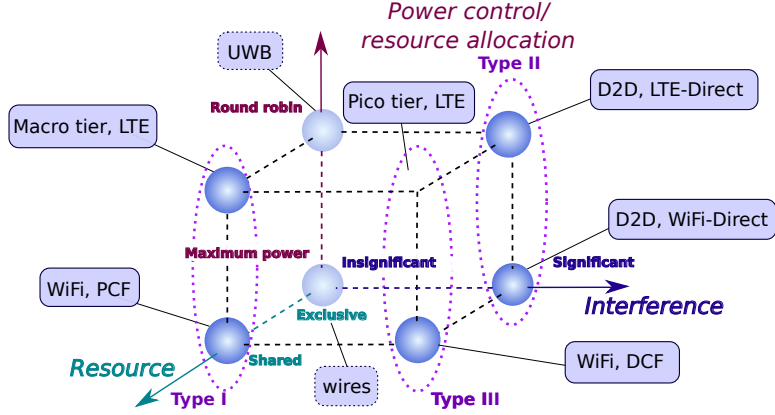 Power control/
resource allocation
UWB
Type II
Round robin
Pico tier, LTE
D2D, LTE-Direct
Macro tier, LTE
D2D, WiFi-Direct
Maximum power
Insignificant
Significant
WiFi, PCF
Interference
Exclusive
Resource
Shared
WiFi, DCF
wires
Type I
Type III